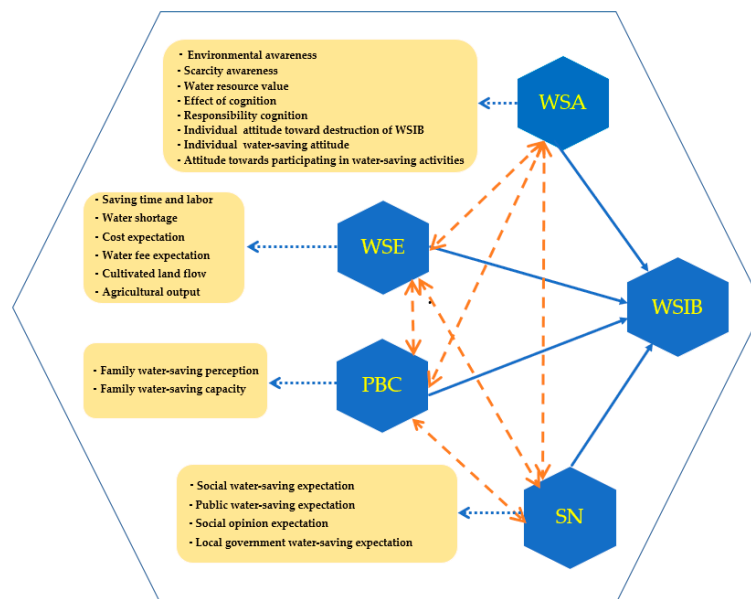 - Environmental awareness
- Scarcity awareness
- Water resource value
- Effect of cognition
- Responsibility cognition
- Individual attitude toward destruction of WSIB
- Individual water-saving attitude
- Attitude towards participating in water-saving activities
WSA
- Saving time and labor
- Water shortage
- Cost expectation
- Water fee expectation
- Cultivated land flow
- Agricultural output
WSE
WSIB
- Family water-saving perception
- Family water-saving capacity
PBC
- Social water-saving expectation
- Public water-saving expectation
- Social opinion expectation
- Local government water-saving expectation
SN